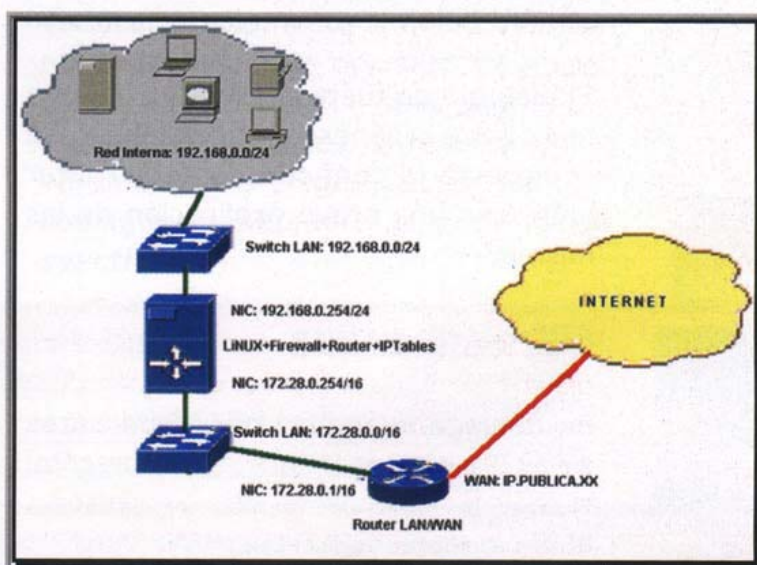 Red Interna: 192.168.0.0/24
Switch LAN: 192.168.0.0/24
NIC: 192.168.0.254/24
LiNUX+Firewall+Router+IPTables
NIC: 172.28.0.254/16
Switch LAN: 172.28.0.0/16
NIC: 172.28.0.1/16
Router LAN/WAN
WAN: IP.PUBLICA.XX
INTERNET